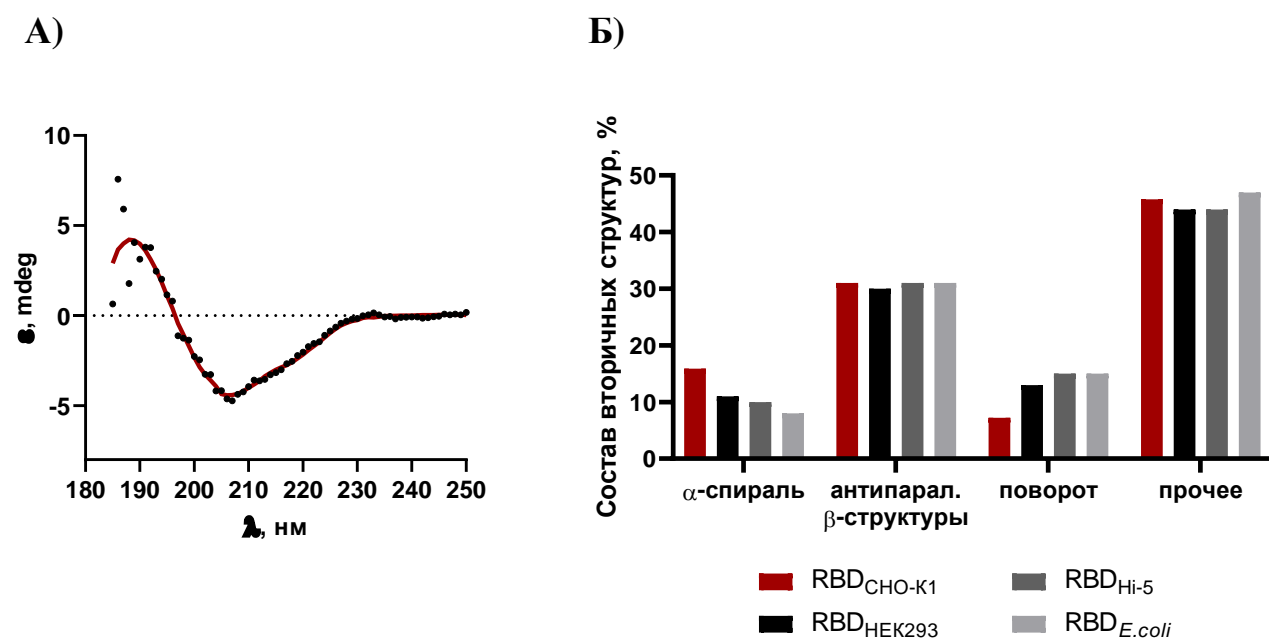 А)
Б)
10
5
0
-5
180 190 200 210 220 230 240 250
, mdeg
λ, нм
Состав вторичных структур, %
50
40
30
20
10
0
α-спираль
антипарал.
β-структуры
поворот
прочее
RBDCHO-K1
RBDHi-5
RBDHEK293
RBDE.coli